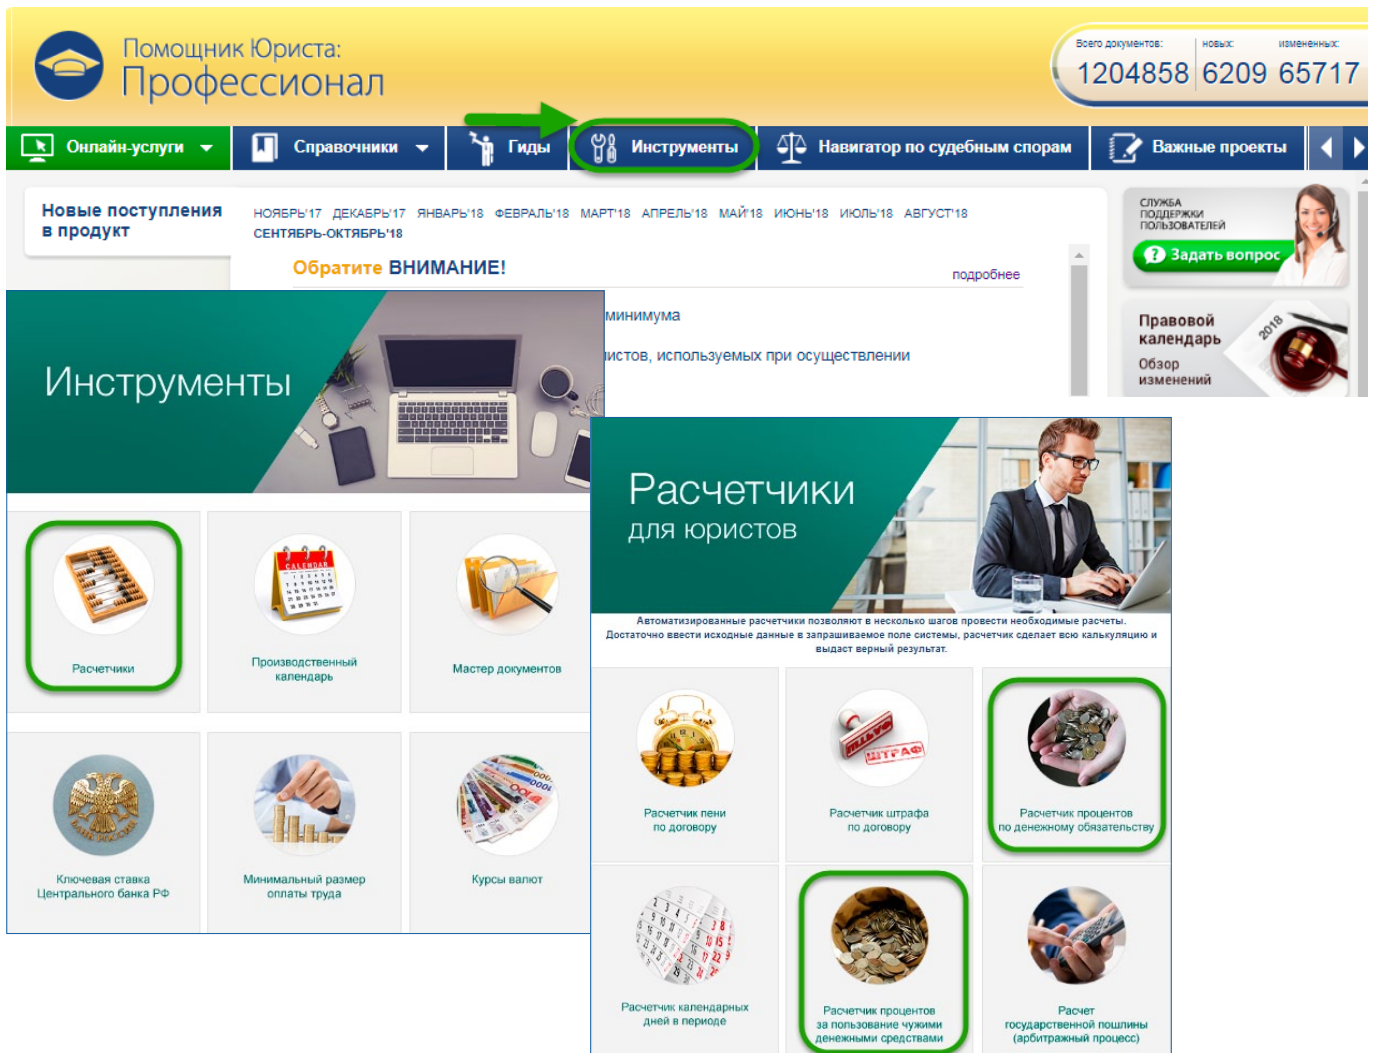 Помощник Юриста:
Профессионал
Всего документов: новых: измененных:
1204858 6209 65717
Онлайн-услуги
Справочники
Гиды
Инструменты
Навигатор по судебным спорам
Важные проекты
Новые поступления
в продукт
НОЯБРЬ'17 ДЕКАБРЬ'17 ЯНВАРЬ'18 ФЕВРАЛЬ'18 МАРТ'18 АПРЕЛЬ'18 МАЙ'18 ИЮНЬ'18 ИЮЛЬ'18 АВГУСТ'18
СЕНТЯБРЬ-ОКТЯБРЬ'18
Обратите ВНИМАНИЕ!
подробнее
минимума
истов, используемых при осуществлении
СЛУЖБА
ПОДДЕРЖКИ
ПОЛЬЗОВАТЕЛЕЙ
Задать вопрос
Правовой
календарь
Обзор
изменений
2018
Инструменты
Расчетчики
CALENDAR
Производственный
календарь
Мастер документов
Ключевая ставка
Центрального банка РФ
Минимальный размер
оплаты труда
Курсы валют
Расчетчики
для юристов
Автоматизированные расчетчики позволяют в несколько шагов провести необходимые расчеты.
Достаточно ввести исходные данные в запрашиваемое поле системы, расчетчик сделает всю калькуляцию и
выдаст верный результат.
Расчетчик пени
по договору
ШТРАФ
Расчетчик штрафа
по договору
Расчетчик процентов
по денежному обязательству
Расчетчик календарных
дней в периоде
Расчетчик процентов
за пользование чужими
денежными средствами
Расчет
государственной пошлины
(арбитражный процесс)